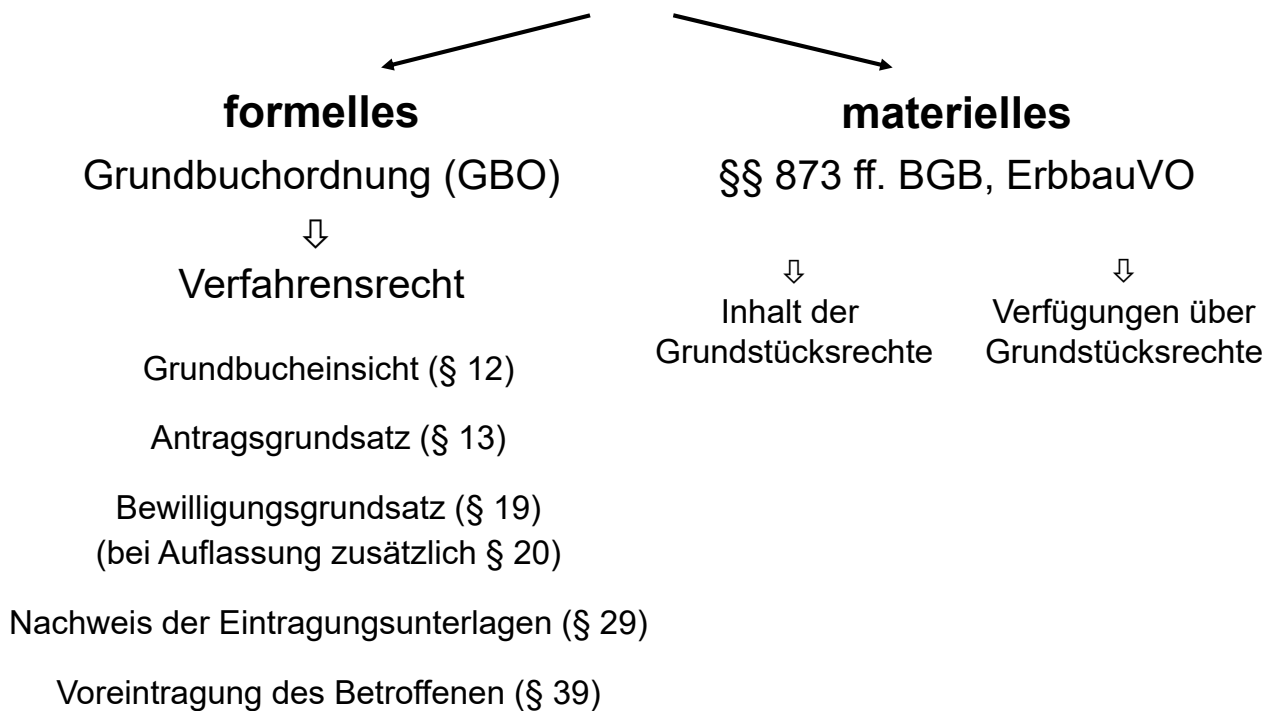 formelles
Grundbuchordnung (GBO)
Verfahrensrecht
Grundbucheinsicht (§ 12)
Antragsgrundsatz (§ 13)
Bewilligungsgrundsatz (§ 19)
(bei Auflassung zusätzlich § 20)
Nachweis der Eintragungsunterlagen (§ 29)
Voreintragung des Betroffenen (§ 39)
materielles
§§ 873 ff. BGB, ErbbauVO
Inhalt der
Grundstücksrechte
Verfügungen über
Grundstücksrechte